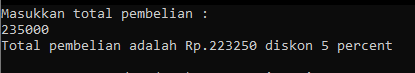 Masukkan total pembelian :
235000
Total pembelian adalah Rp.223250 diskon 5 percent